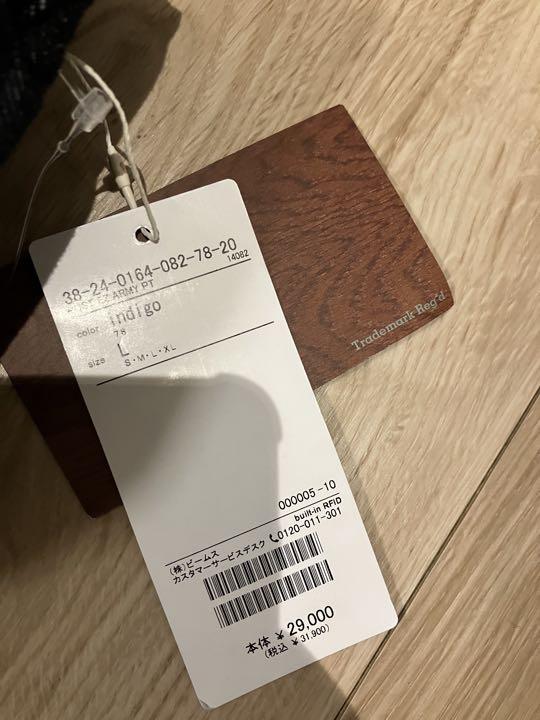 38-24-0164-082-78-20
ARMY PT 14082
color Indigo
78
size L
S・M・L・XL
000005-10
built-in RFID
(株)ビームス
カスタマーサービスデスク 0120-011-301
本体 ¥29,000
(税込 ¥31,900)
Trademark Reg'd.